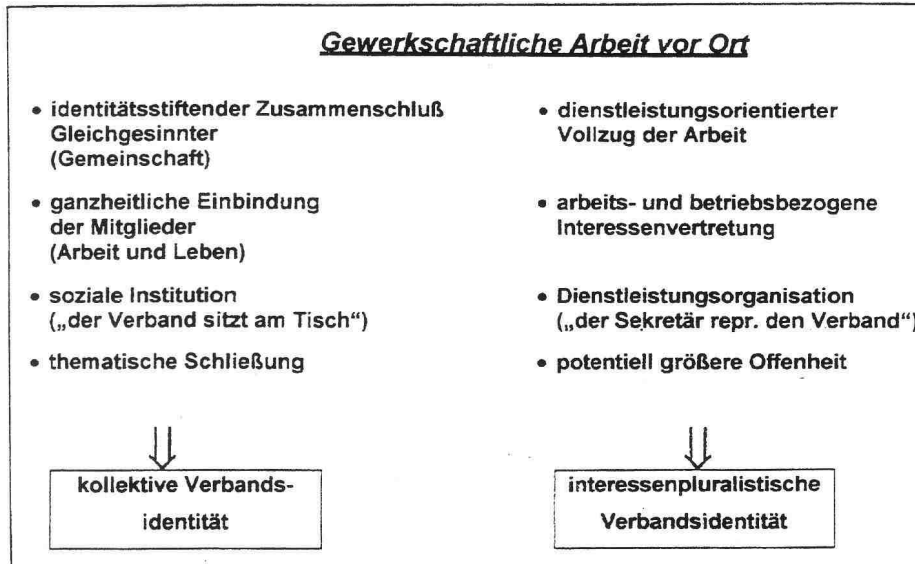 Gewerkschaftliche Arbeit vor Ort
• identitätsstiftender Zusammenschluß
Gleichgesinnter
(Gemeinschaft)
• ganzheitliche Einbindung
der Mitglieder
(Arbeit und Leben)
• soziale Institution
(„der Verband sitzt am Tisch“)
• thematische Schließung
kollektive Verbands-
identität
• dienstleistungsorientierter
Vollzug der Arbeit
• arbeits- und betriebsbezogene
Interessenvertretung
• Dienstleistungsorganisation
(„der Sekretär repr. den Verband“)
• potentiell größere Offenheit
interessenpluralistische
Verbandsidentität